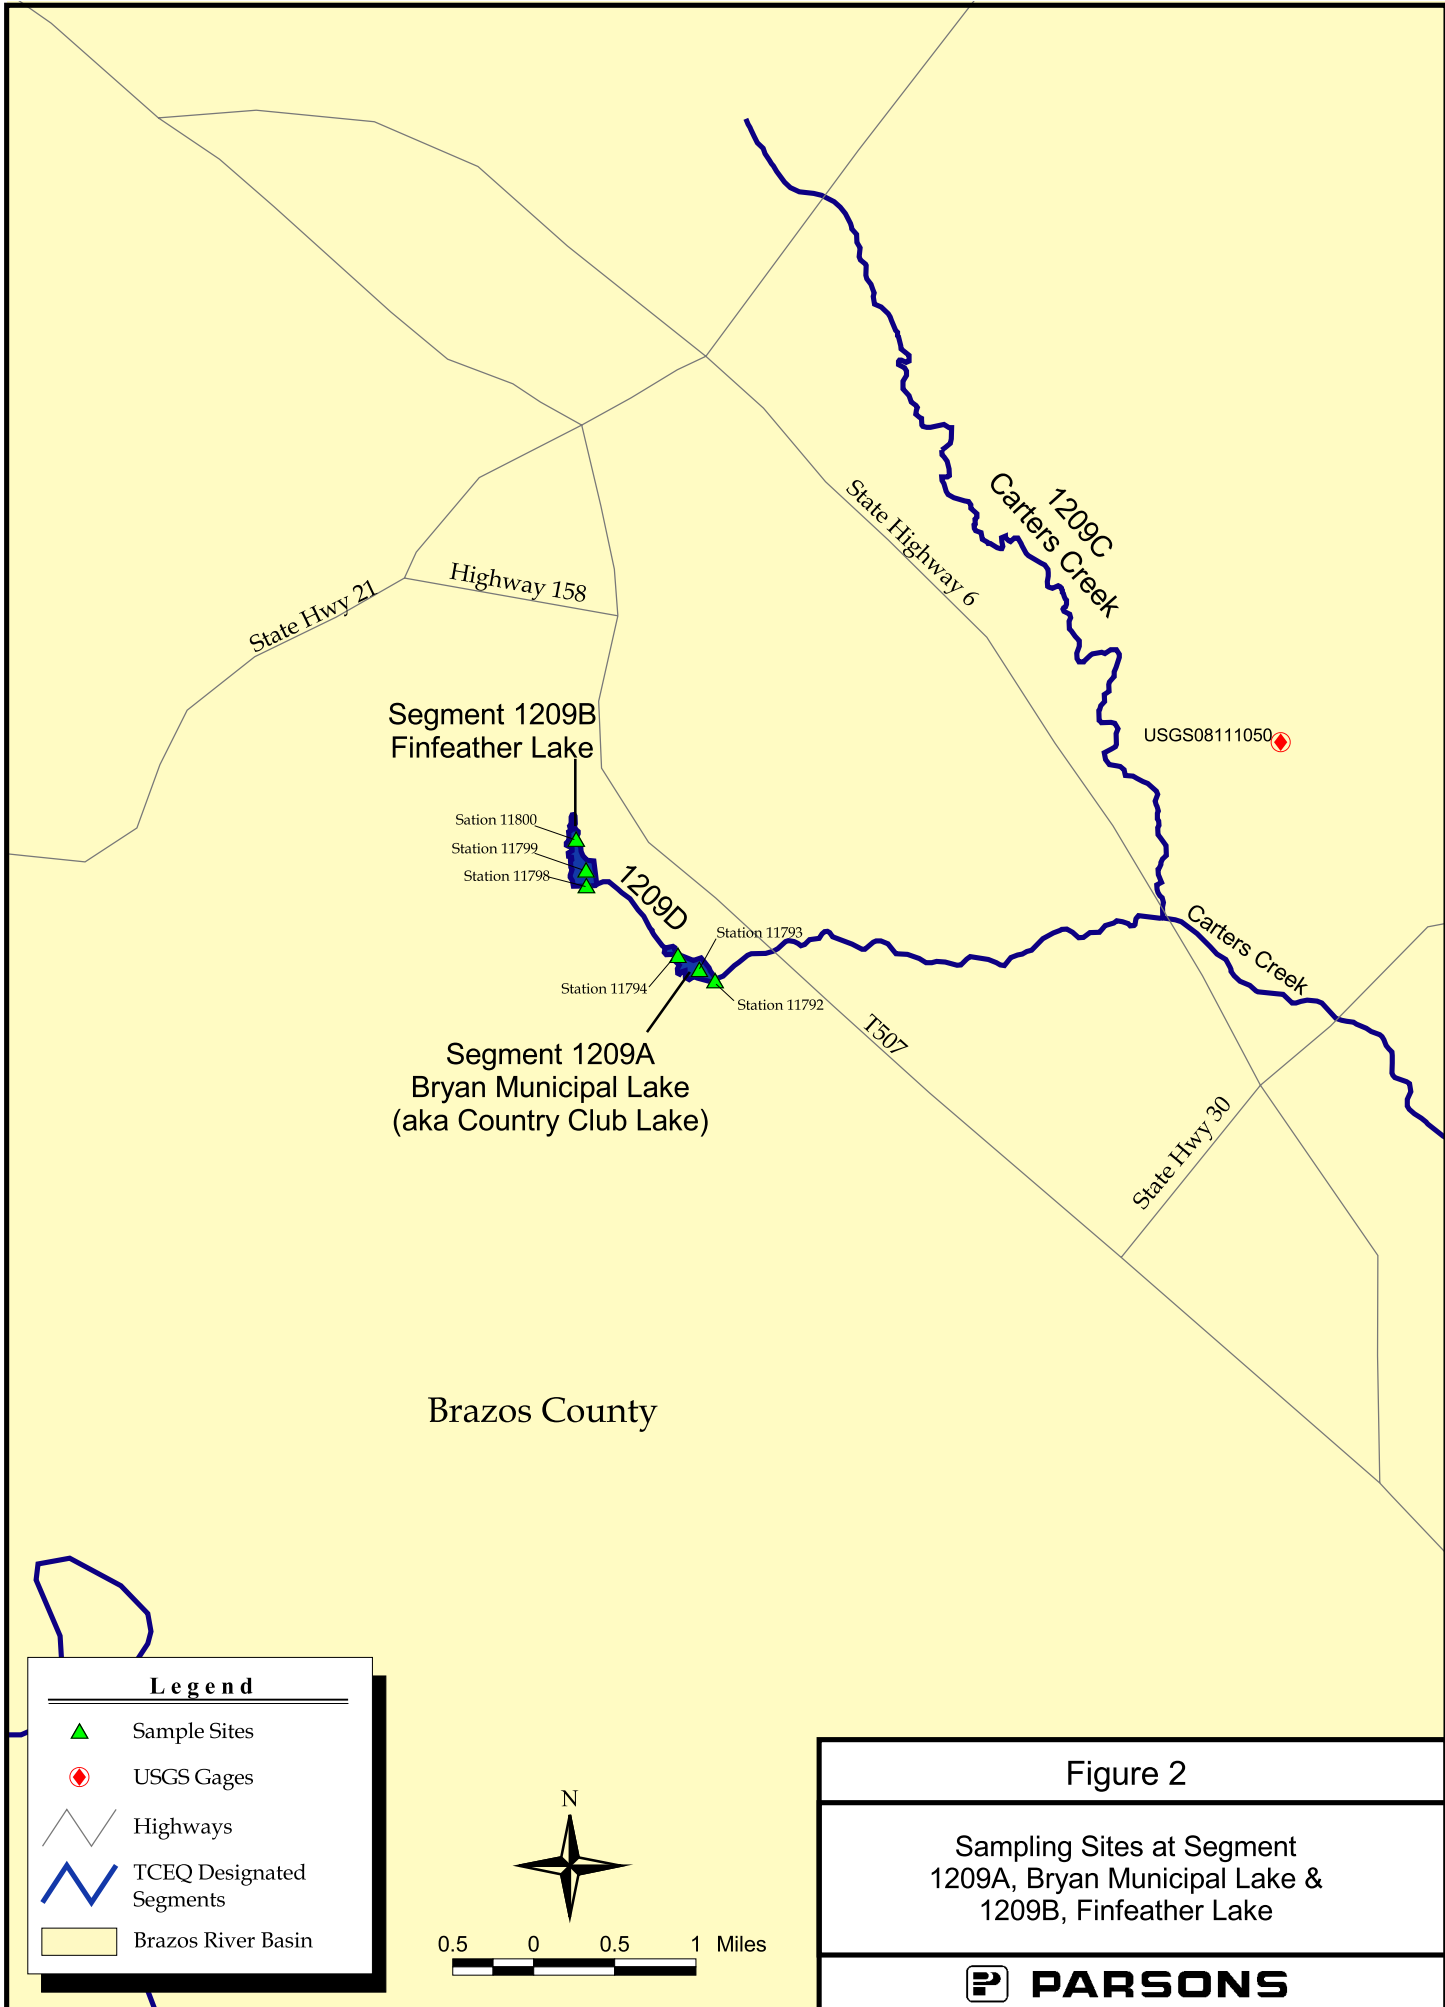 1209C
Carters Creek
State Highway 6
Highway 158
State Hwy 21
Segment 1209B
Finfeather Lake
USGS08111050
Sation 11800
Station 11799
Station 11798
1209D
Station 11793
Carters Creek
Station 11794
Station 11792
T507
Segment 1209A
Bryan Municipal Lake
(aka Country Club Lake)
State Hwy 30
Brazos County
Legend
Sample Sites
USGS Gages
Highways
TCEQ Designated
Segments
Brazos River Basin
N
0.5 0 0.5 1 Miles
Figure 2
Sampling Sites at Segment
1209A, Bryan Municipal Lake &
1209B, Finfeather Lake
PARSONS